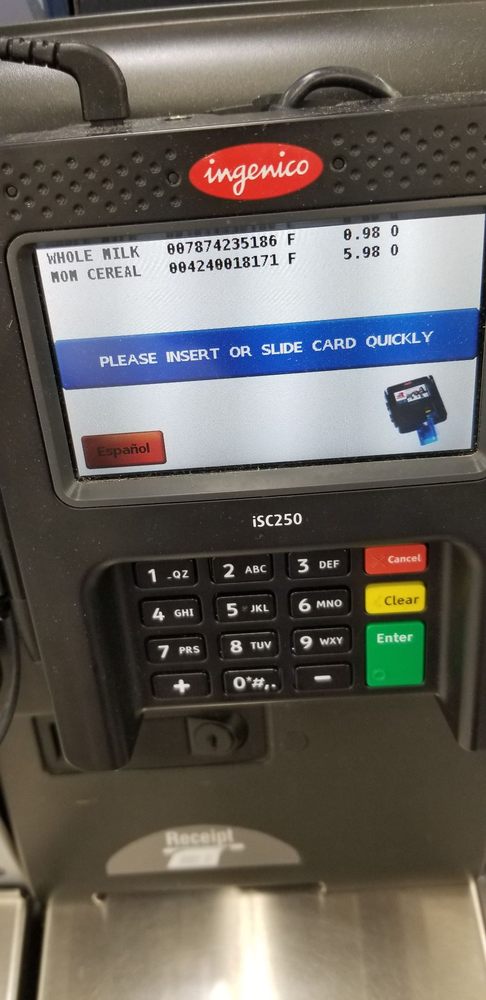 ingenico
WHOLE MILK 007874235186 F 0.98 O
MOM CEREAL 004240018171 F 5.98 O
PLEASE INSERT OR SLIDE CARD QUICKLY
Español
iSC250
1 -QZ 2 ABC 3 DEF Cancel
4 GHI 5 JKL 6 MNO Clear
7 PRS 8 TUV 9 WXY Enter
+ 0*#,. -
Receipt